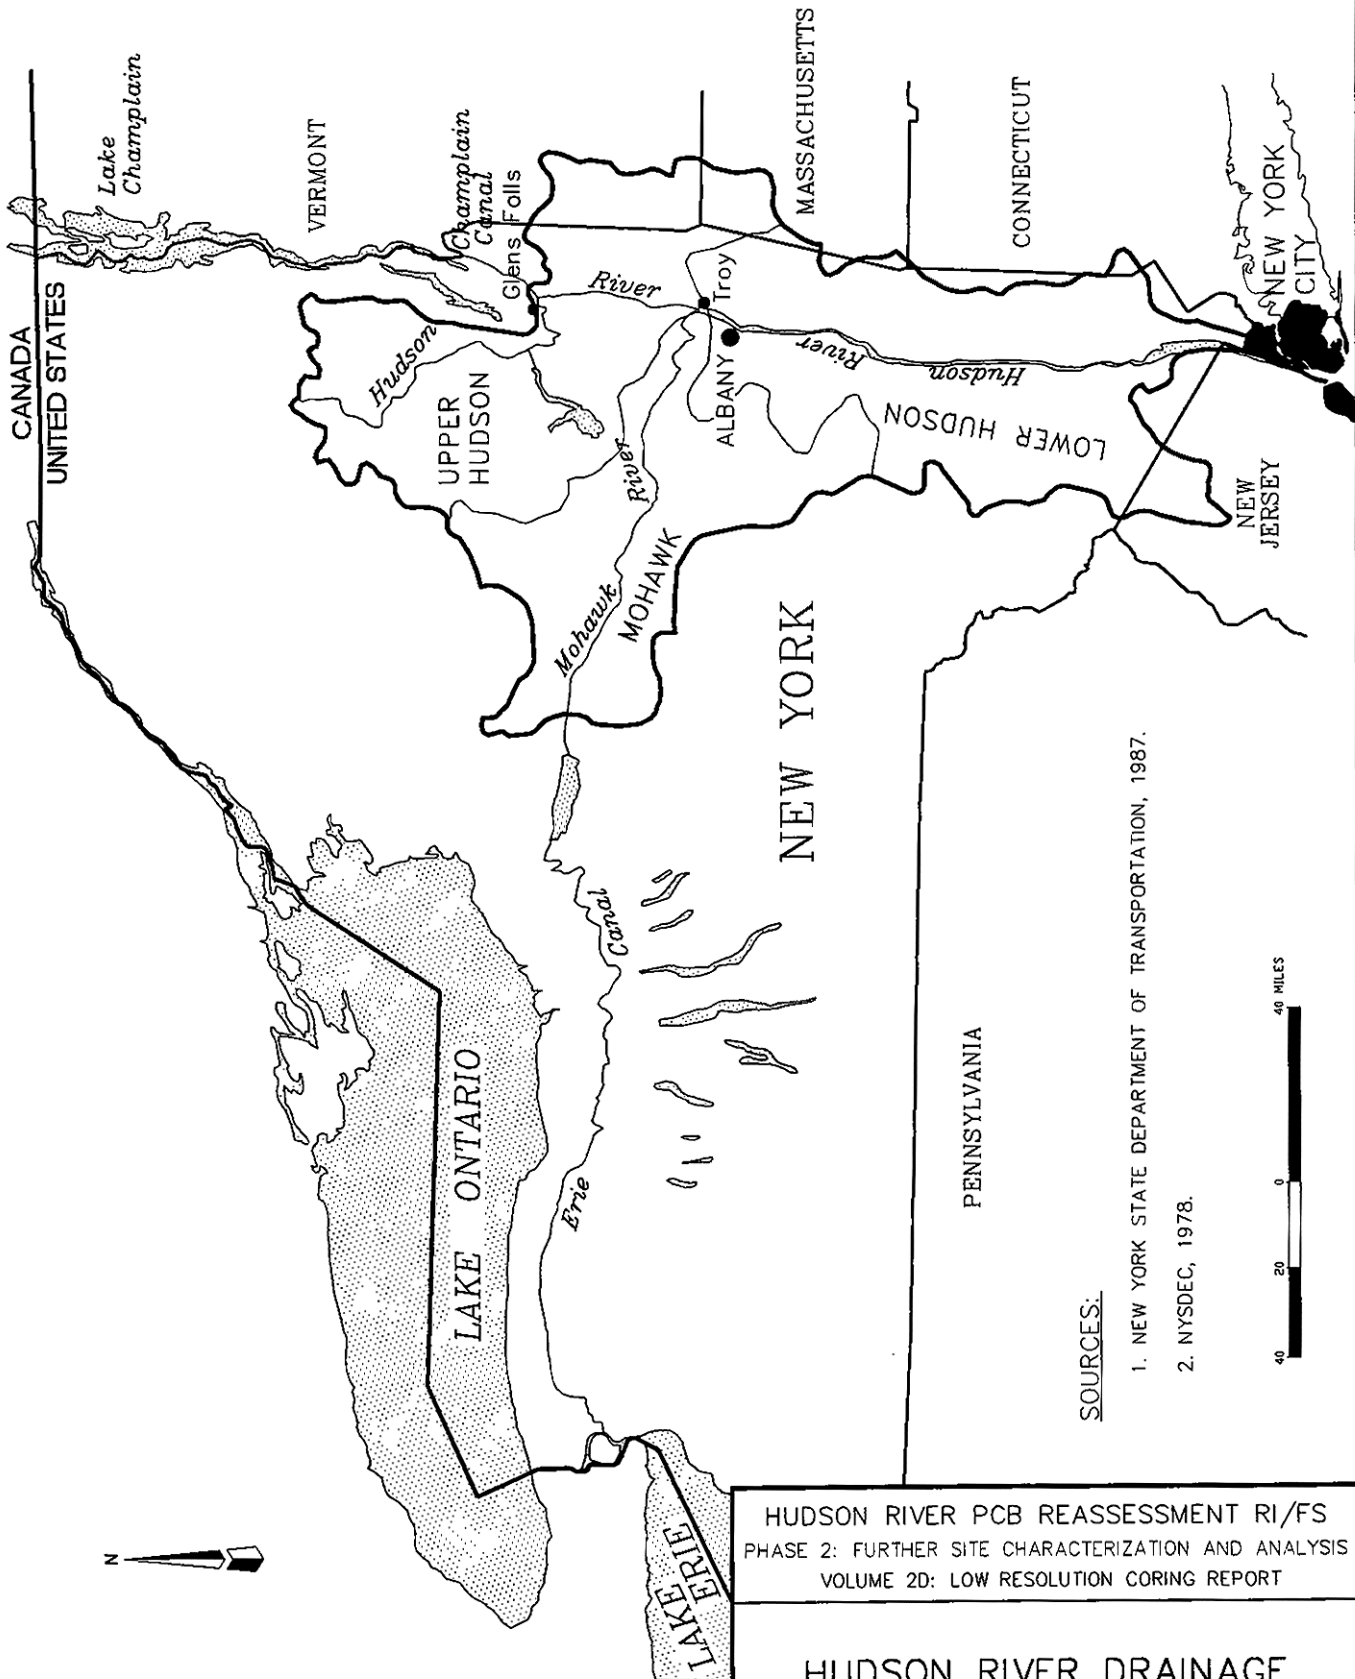 CANADA
UNITED STATES
Lake
Champlain
VERMONT
Champlain
Canal
Glens Falls
Hudson
River
UPPER
HUDSON
Troy
ALBANY
MASSACHUSETTS
Mohawk
River
MOHAWK
Hudson
River
LOWER HUDSON
CONNECTICUT
NEW YORK
CITY
NEW
JERSEY
NEW YORK
LAKE ONTARIO
Erie
Canal
PENNSYLVANIA
LAKE
ERIE
N
SOURCES:
1. NEW YORK STATE DEPARTMENT OF TRANSPORTATION, 1987.
2. NYSDEC, 1978.
40 20 0 40 MILES
HUDSON RIVER PCB REASSESSMENT RI/FS
PHASE 2: FURTHER SITE CHARACTERIZATION AND ANALYSIS
VOLUME 2D: LOW RESOLUTION CORING REPORT
HUDSON RIVER DRAINAGE